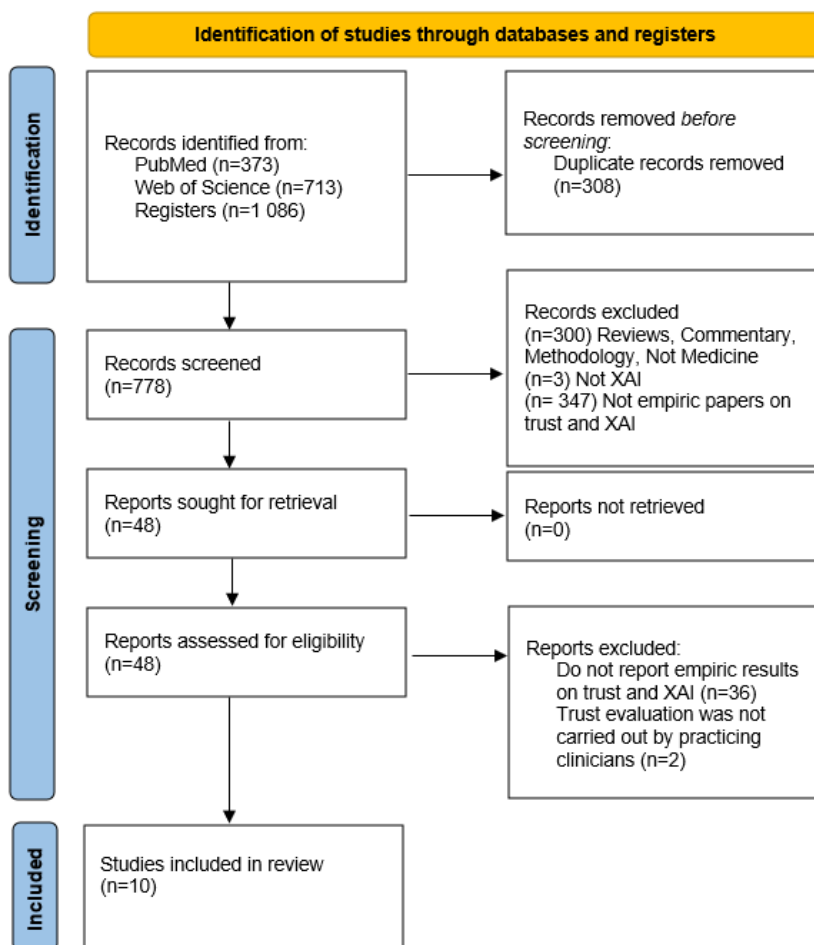 Identification of studies through databases and registers
Identification
Records identified from:
PubMed (n=373)
Web of Science (n=713)
Registers (n=1 086)
Records removed before
screening:
Duplicate records removed
(n=308)
Screening
Records screened
(n=778)
Records excluded
(n=300) Reviews, Commentary,
Methodology, Not Medicine
(n=3) Not XAI
(n= 347) Not empiric papers on
trust and XAI
Reports sought for retrieval
(n=48)
Reports not retrieved
(n=0)
Reports assessed for eligibility
(n=48)
Reports excluded:
Do not report empiric results
on trust and XAI (n=36)
Trust evaluation was not
carried out by practicing
clinicians (n=2)
Included
Studies included in review
(n=10)